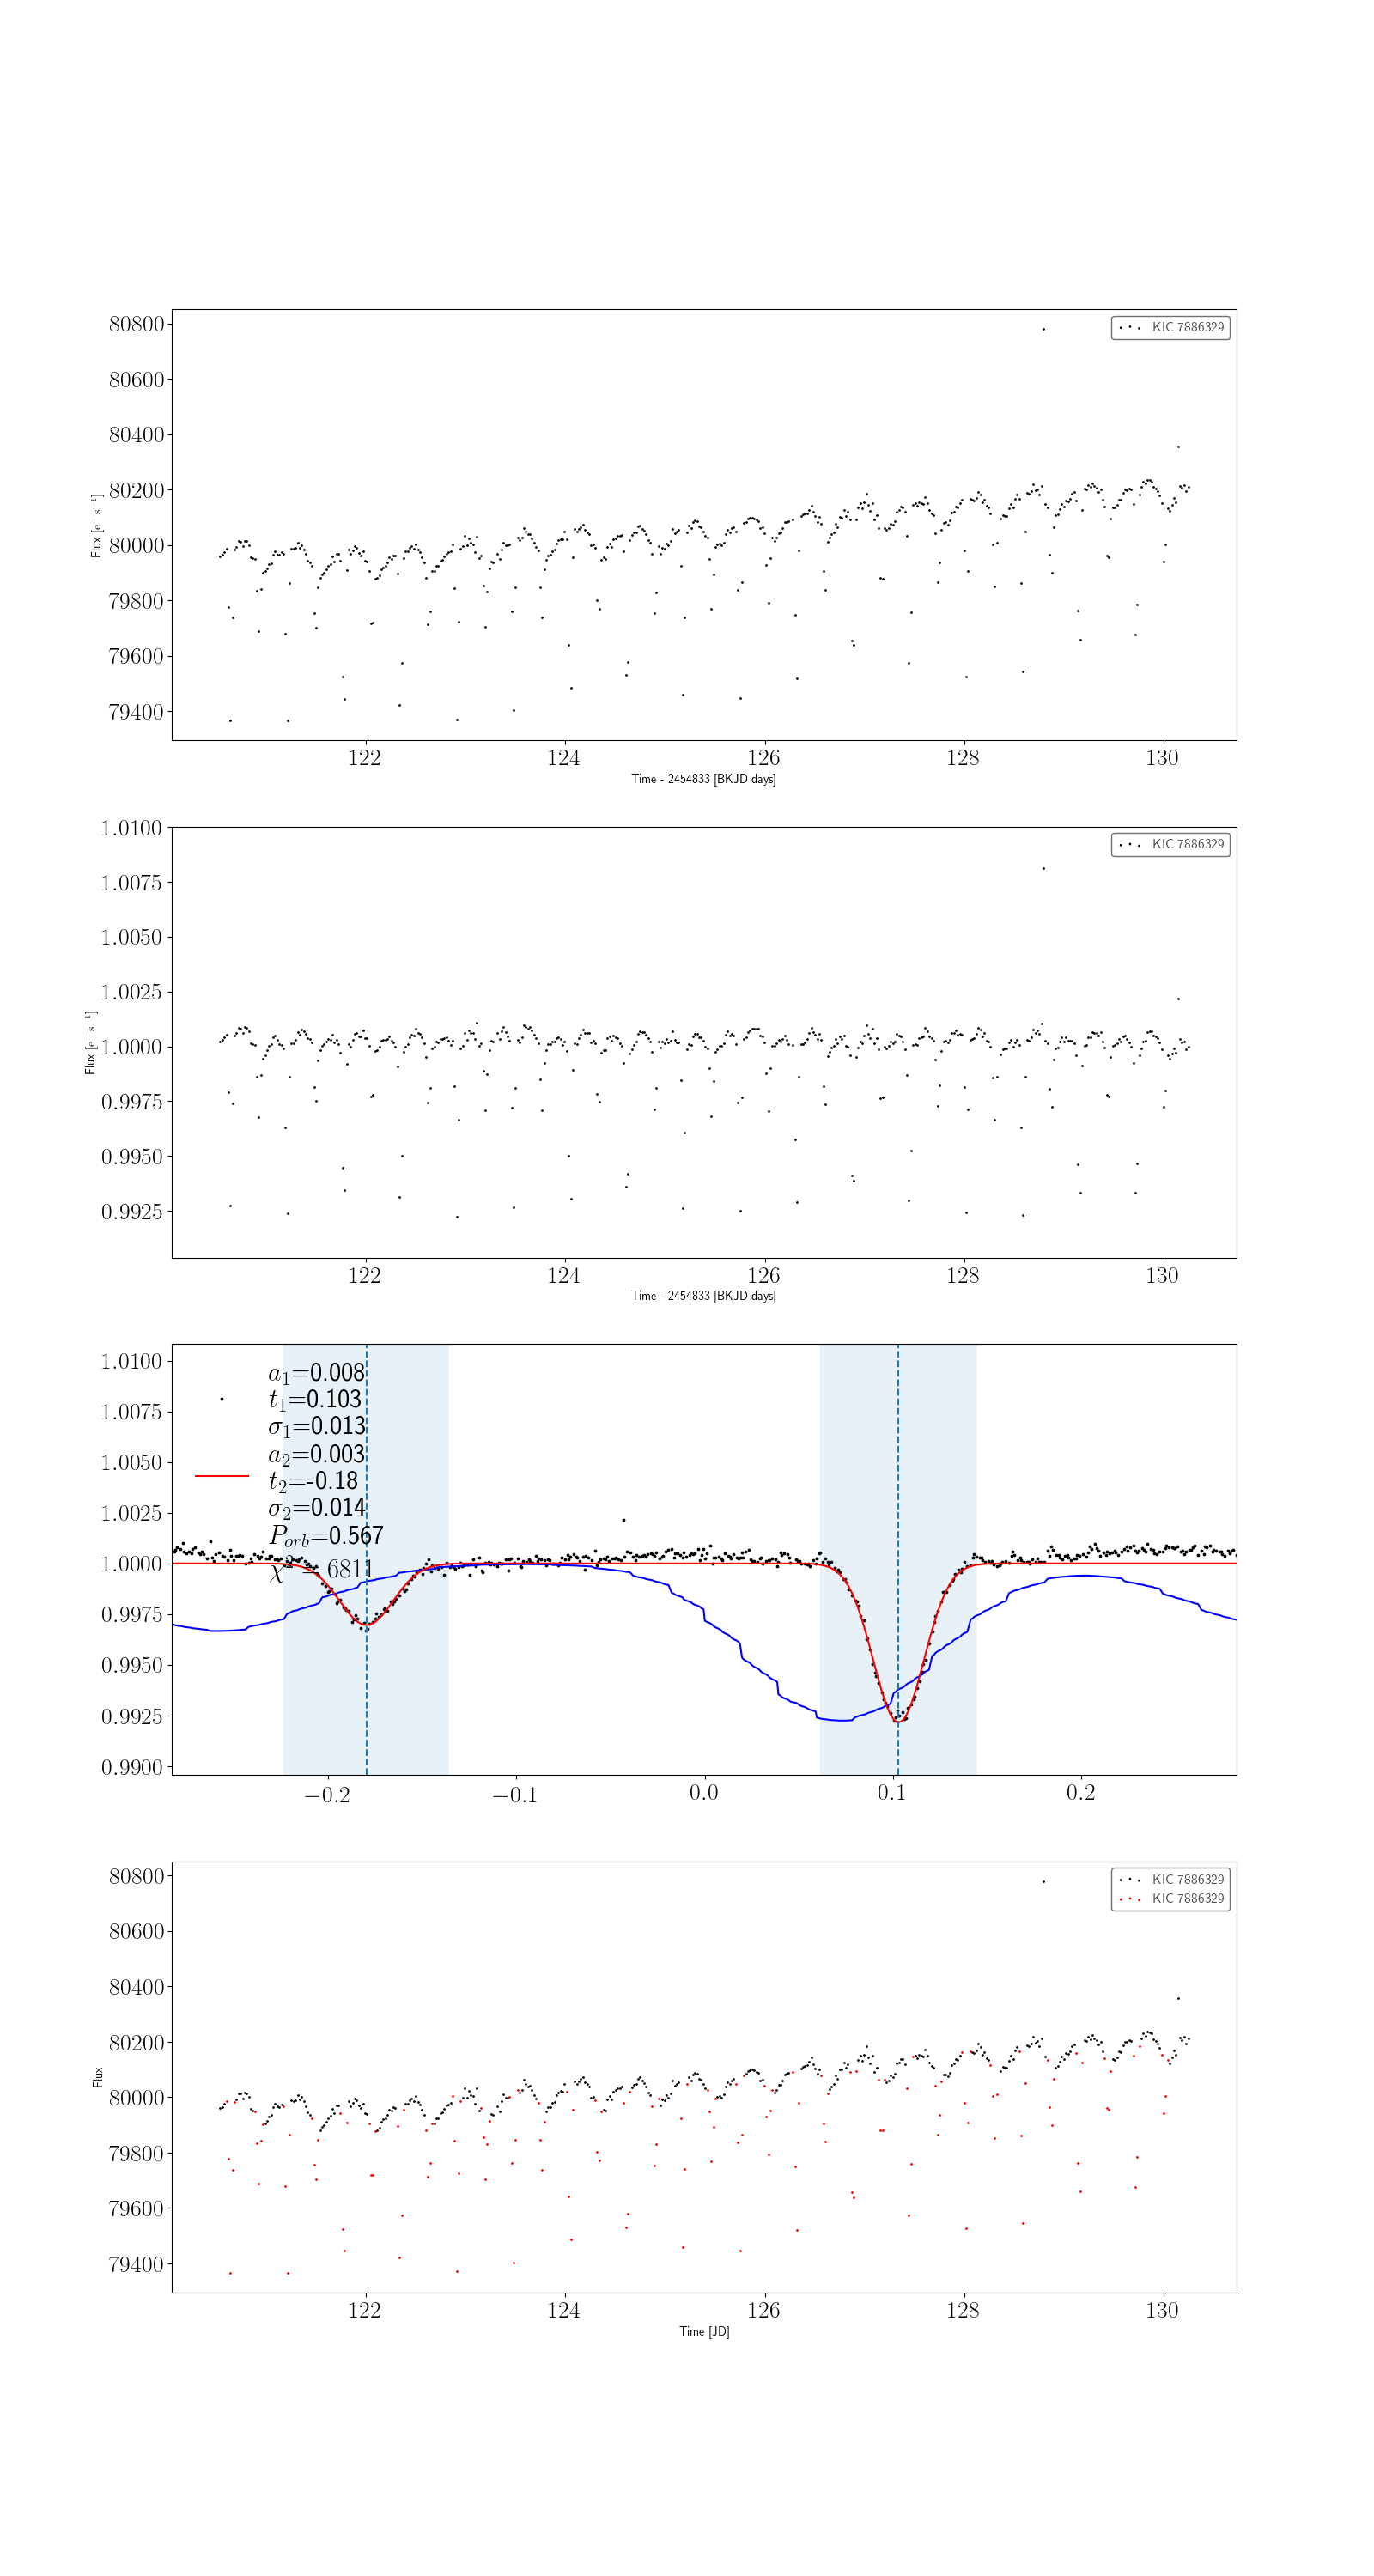 80800
80600
80400
80200
80000
79800
79600
79400
Flux [e⁻ s⁻¹]
KIC 7886329
122 124 126 128 130
Time - 2454833 [BKJD days]
1.0100
1.0075
1.0050
1.0025
1.0000
0.9975
0.9950
0.9925
Flux [e⁻ s⁻¹]
KIC 7886329
122 124 126 128 130
Time - 2454833 [BKJD days]
1.0100
1.0075
1.0050
1.0025
1.0000
0.9975
0.9950
0.9925
0.9900
a₁=0.008
t₁=0.103
σ₁=0.013
a₂=0.003
t₂=-0.18
σ₂=0.014
P_orb=0.567
χ² = 6811
−0.2 −0.1 0.0 0.1 0.2
80800
80600
80400
80200
80000
79800
79600
79400
Flux
KIC 7886329
KIC 7886329
122 124 126 128 130
Time [JD]